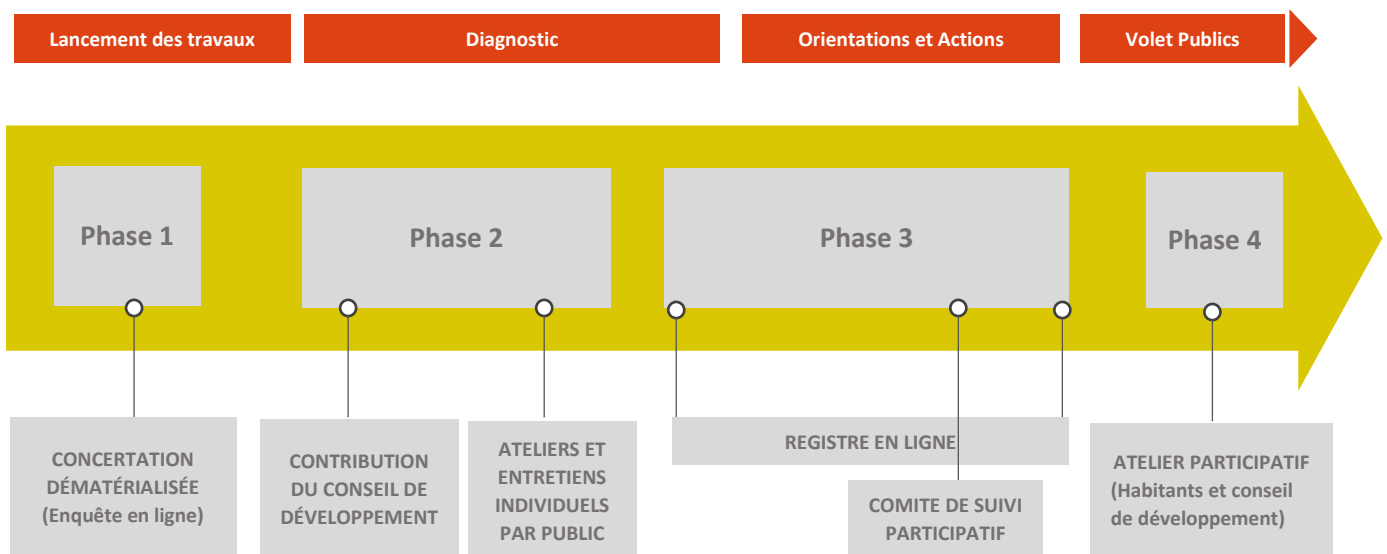 Lancement des travaux
Diagnostic
Orientations et Actions
Volet Publics
Phase 1
Phase 2
Phase 3
Phase 4
CONCERTATION
DÉMATÉRIALISÉE
(Enquête en ligne)
CONTRIBUTION
DU CONSEIL DE
DÉVELOPPEMENT
ATELIERS ET
ENTRETIENS
INDIVIDUELS
PAR PUBLIC
REGISTRE EN LIGNE
COMITE DE SUIVI
PARTICIPATIF
ATELIER PARTICIPATIF
(Habitants et conseil
de développement)